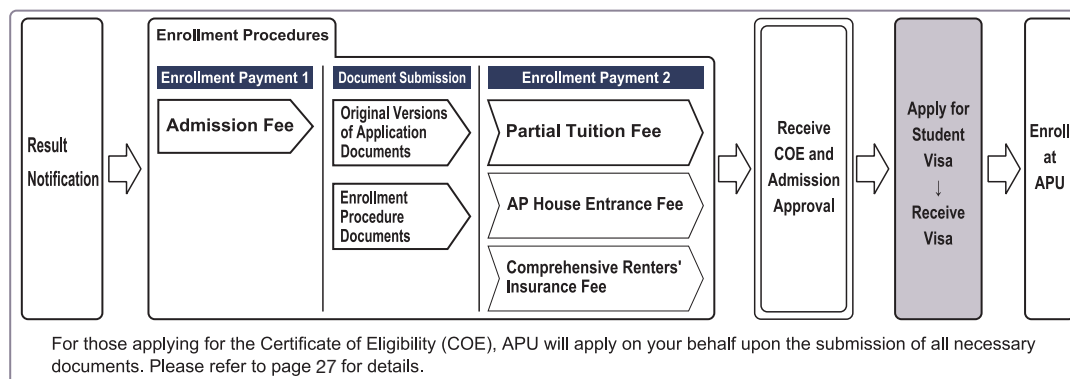 Result
Notification
Enrollment Procedures
Enrollment Payment 1
Admission Fee
Document Submission
Original Versions
of Application
Documents
Enrollment
Procedure
Documents
Enrollment Payment 2
Partial Tuition Fee
AP House Entrance Fee
Comprehensive Renters'
Insurance Fee
Receive
COE and
Admission
Approval
Apply for
Student
Visa
↓
Receive
Visa
Enroll
at
APU
For those applying for the Certificate of Eligibility (COE), APU will apply on your behalf upon the submission of all necessary
documents. Please refer to page 27 for details.